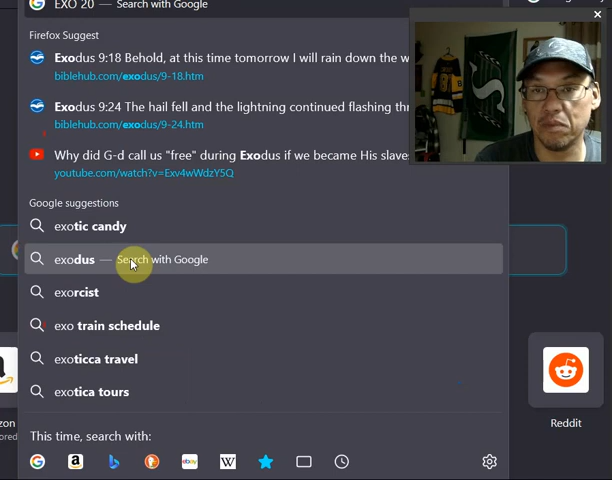 EXO 20 — Search with Google
Firefox Suggest
Exodus 9:18 Behold, at this time tomorrow I will rain down the w
biblehub.com/exodus/9-18.htm
Exodus 9:24 The hail fell and the lightning continued flashing thr
biblehub.com/exodus/9-24.htm
Why did G-d call us "free" during Exodus if we became His slave
youtube.com/watch?v=Exv4wWdzY5Q
Google suggestions
exotic candy
exodus — Search with Google
exorcist
exo train schedule
exoticca travel
exotica tours
zon
ored
Reddit
This time, search with: